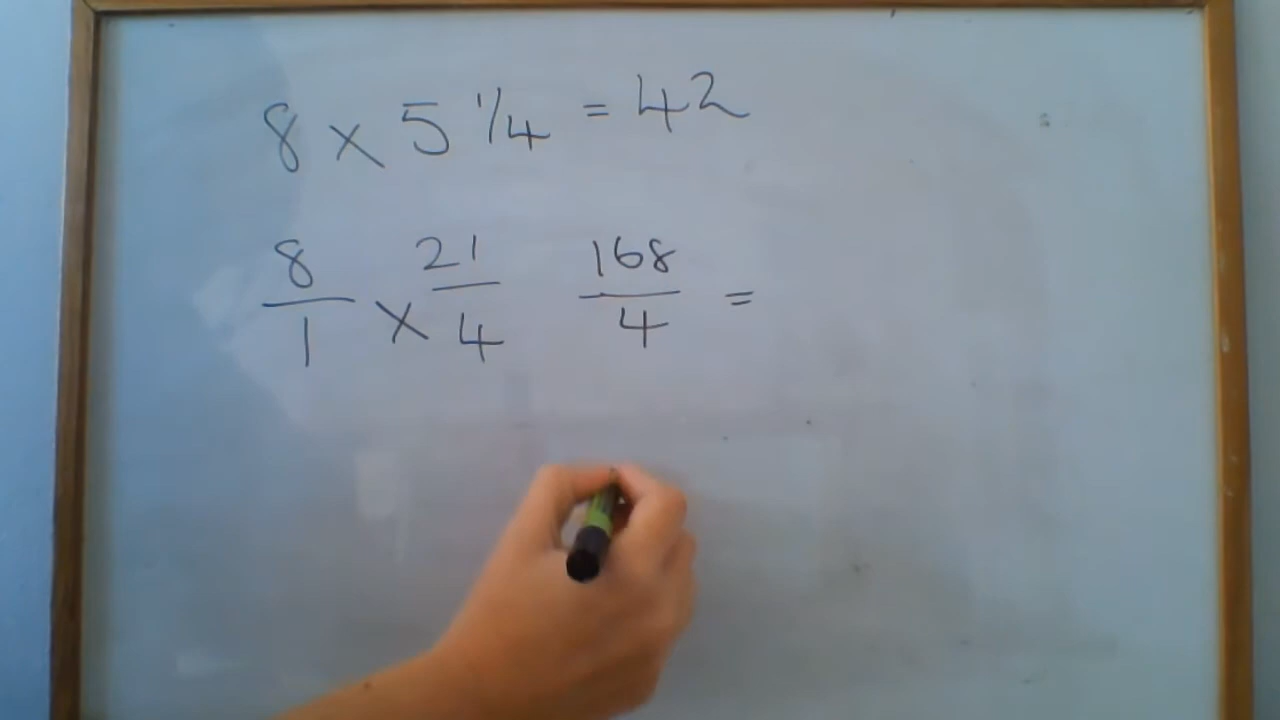 8 × 5 1/4 = 42
8/1 × 21/4 168/4 =